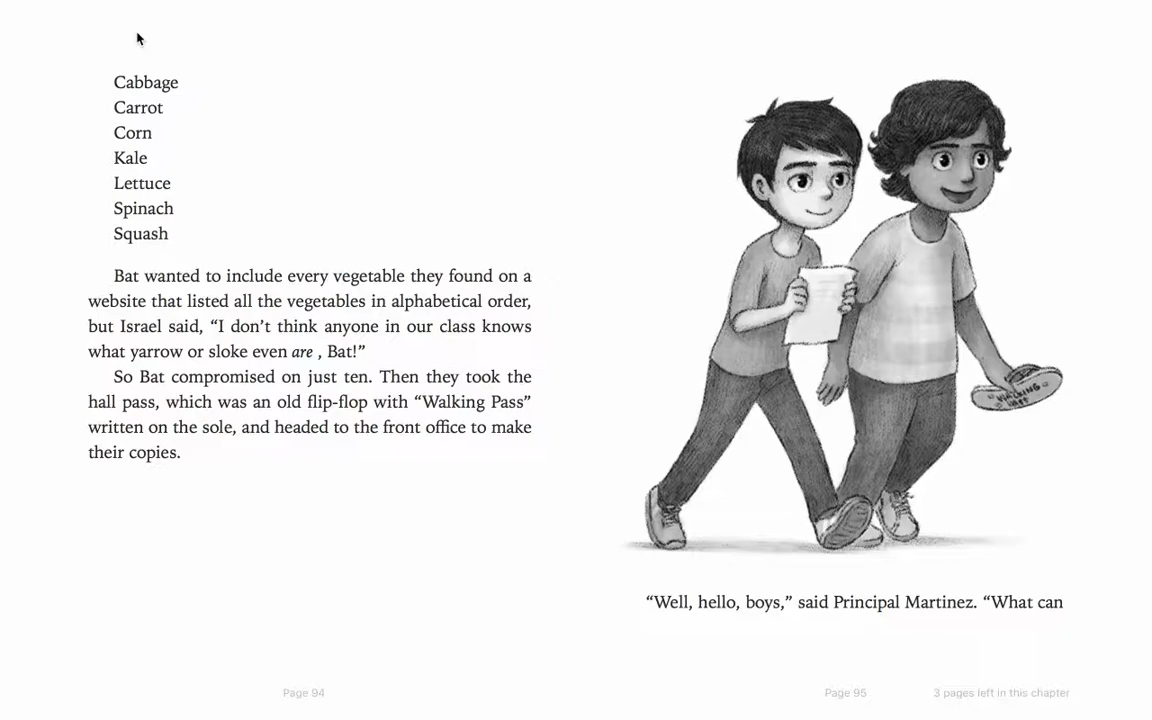 Cabbage
Carrot
Corn
Kale
Lettuce
Spinach
Squash
Bat wanted to include every vegetable they found on a
website that listed all the vegetables in alphabetical order,
but Israel said, “I don’t think anyone in our class knows
what yarrow or sloke even are , Bat!”
So Bat compromised on just ten. Then they took the
hall pass, which was an old flip-flop with “Walking Pass”
written on the sole, and headed to the front office to make
their copies.
Page 94
WALKING
PASS
“Well, hello, boys,” said Principal Martinez. “What can
Page 95
3 pages left in this chapter